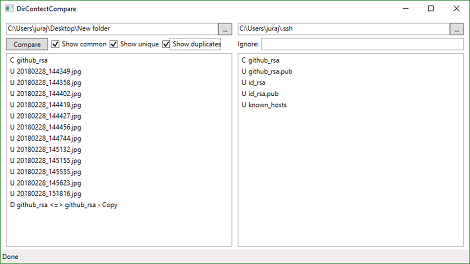 DirContectCompare
C:\Users\juraj\Desktop\New folder ...
C:\Users\juraj\.ssh ...
Compare Show common Show unique Show duplicates
Ignore:
C github_rsa
U 20180228_144349.jpg
U 20180228_144358.jpg
U 20180228_144402.jpg
U 20180228_144419.jpg
U 20180228_144427.jpg
U 20180228_144456.jpg
U 20180228_144744.jpg
U 20180228_145132.jpg
U 20180228_145155.jpg
U 20180228_145555.jpg
U 20180228_145623.jpg
U 20180228_151816.jpg
D github_rsa <=> github_rsa - Copy
C github_rsa
U github_rsa.pub
U id_rsa
U id_rsa.pub
U known_hosts
Done